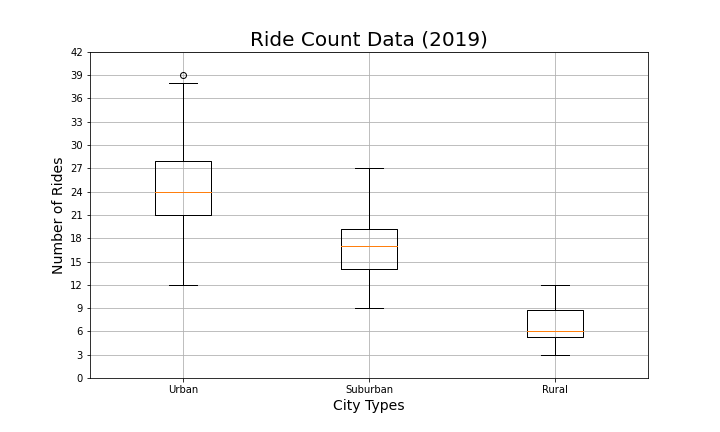 Ride Count Data (2019)
42
39
36
33
30
27
24
21
18
15
12
9
6
3
0
Number of Rides
Urban
Suburban
Rural
City Types